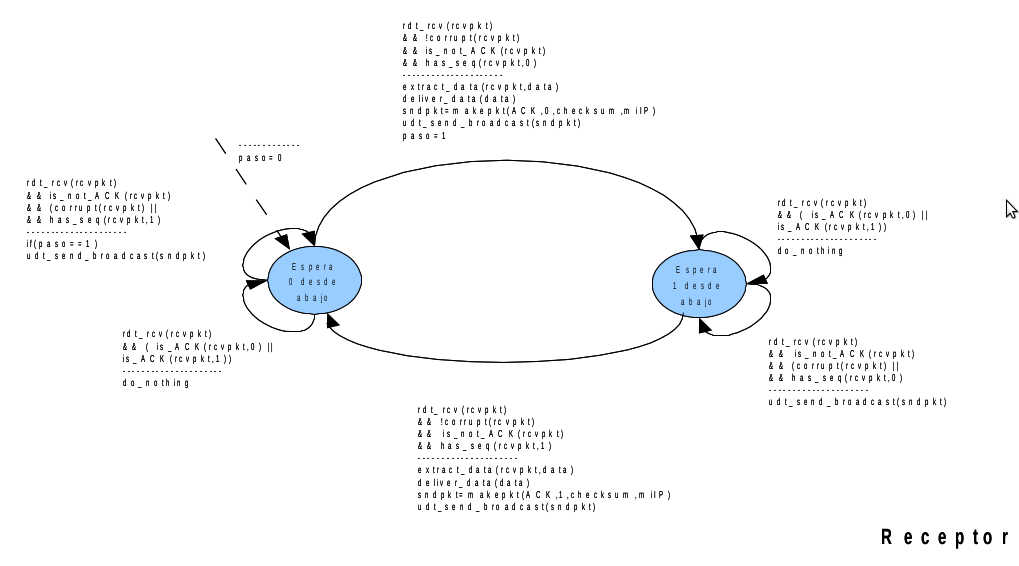 rdt_rcv(rcvpkt)
&& !corrupt(rcvpkt)
&& is_not_ACK(rcvpkt)
&& has_seq(rcvpkt,0)
---------------------
extract_data(rcvpkt,data)
deliver_data(data)
sndpkt=makepkt(ACK,0,checksum,miIP)
udt_send_broadcast(sndpkt)
paso=1
-------------
paso=0
rdt_rcv(rcvpkt)
&& is_not_ACK(rcvpkt)
&& (corrupt(rcvpkt) ||
&& has_seq(rcvpkt,1)
---------------------
if(paso==1)
udt_send_broadcast(sndpkt)
rdt_rcv(rcvpkt)
&& ( is_ACK(rcvpkt,0) ||
is_ACK(rcvpkt,1))
---------------------
do_nothing
Espera
0 desde
abajo
Espera
1 desde
abajo
rdt_rcv(rcvpkt)
&& ( is_ACK(rcvpkt,0) ||
is_ACK(rcvpkt,1))
---------------------
do_nothing
rdt_rcv(rcvpkt)
&& is_not_ACK(rcvpkt)
&& (corrupt(rcvpkt) ||
&& has_seq(rcvpkt,0)
---------------------
udt_send_broadcast(sndpkt)
rdt_rcv(rcvpkt)
&& !corrupt(rcvpkt)
&& is_not_ACK(rcvpkt)
&& has_seq(rcvpkt,1)
---------------------
extract_data(rcvpkt,data)
deliver_data(data)
sndpkt=makepkt(ACK,1,checksum,miIP)
udt_send_broadcast(sndpkt)
Receptor